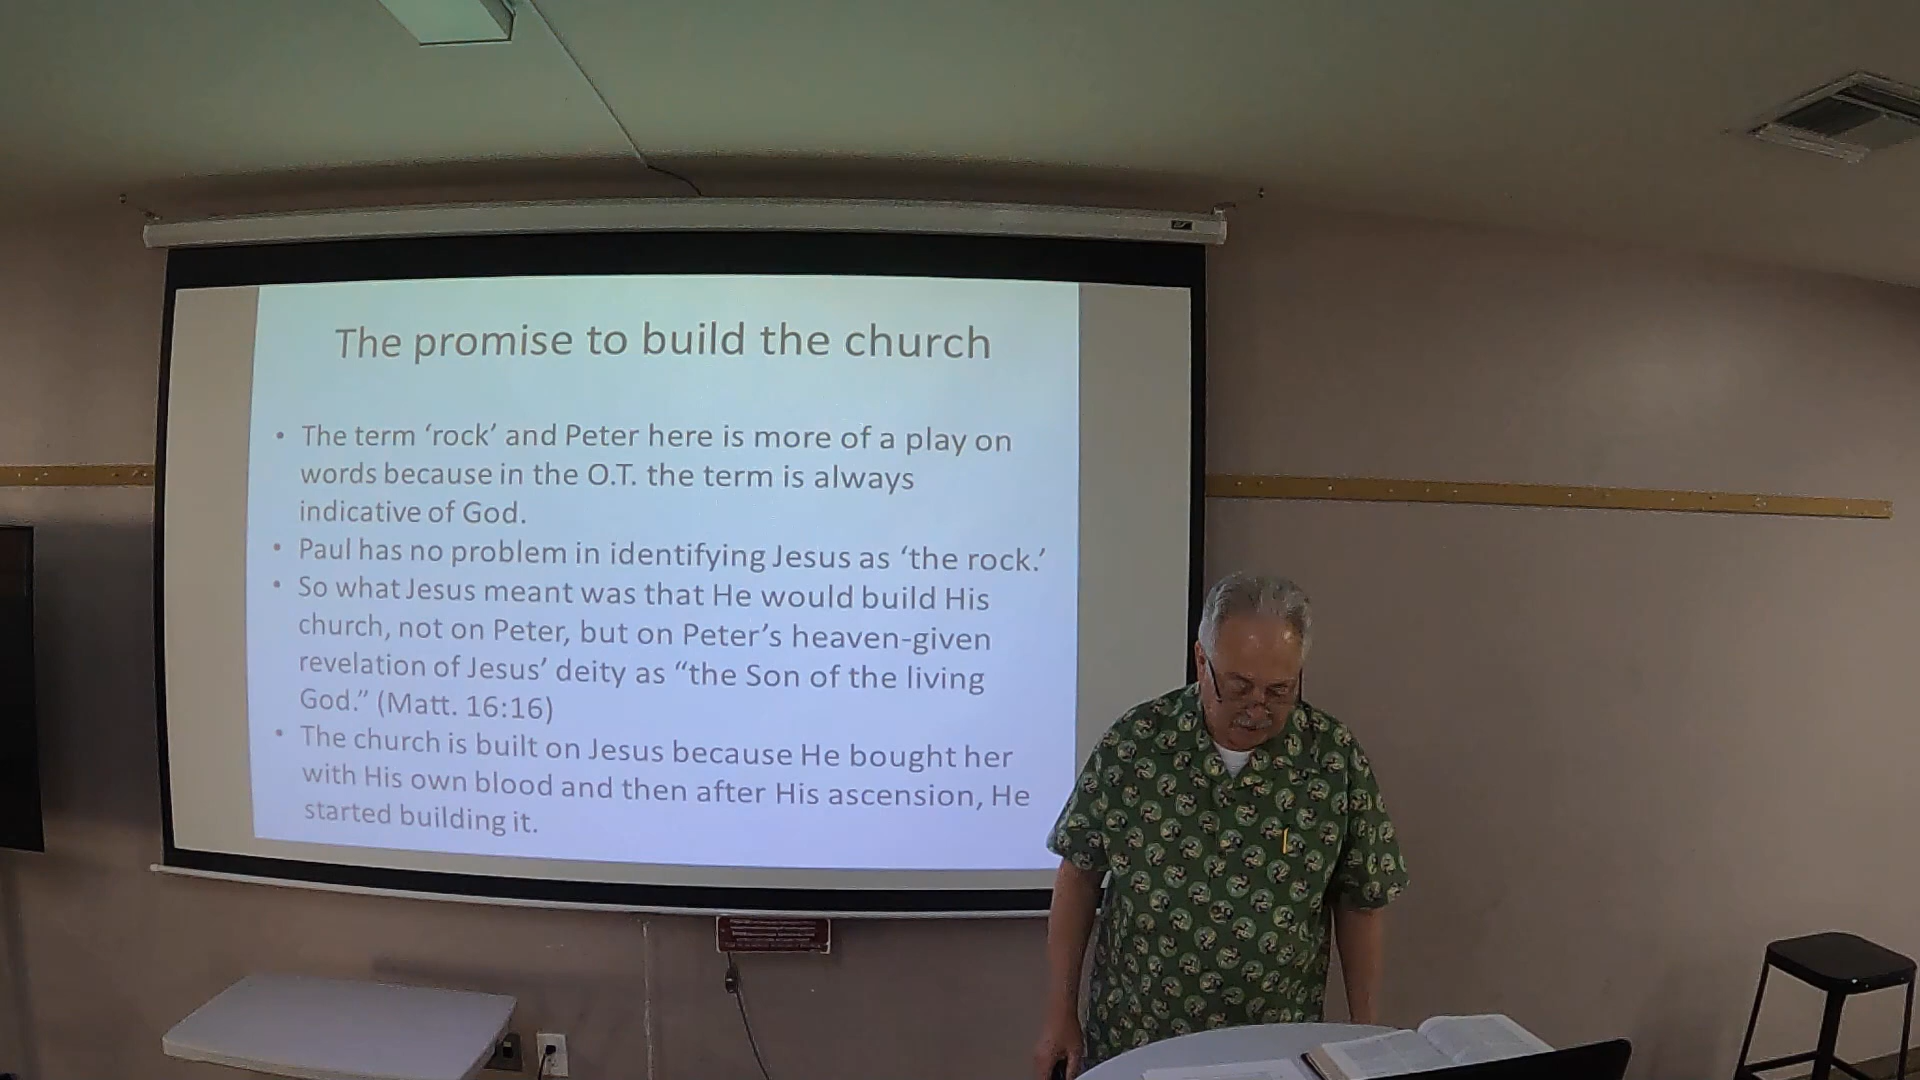 The promise to build the church
• The term ‘rock’ and Peter here is more of a play on
words because in the O.T. the term is always
indicative of God.
• Paul has no problem in identifying Jesus as ‘the rock.’
• So what Jesus meant was that He would build His
church, not on Peter, but on Peter’s heaven-given
revelation of Jesus’ deity as “the Son of the living
God.” (Matt. 16:16)
• The church is built on Jesus because He bought her
with His own blood and then after His ascension, He
started building it.